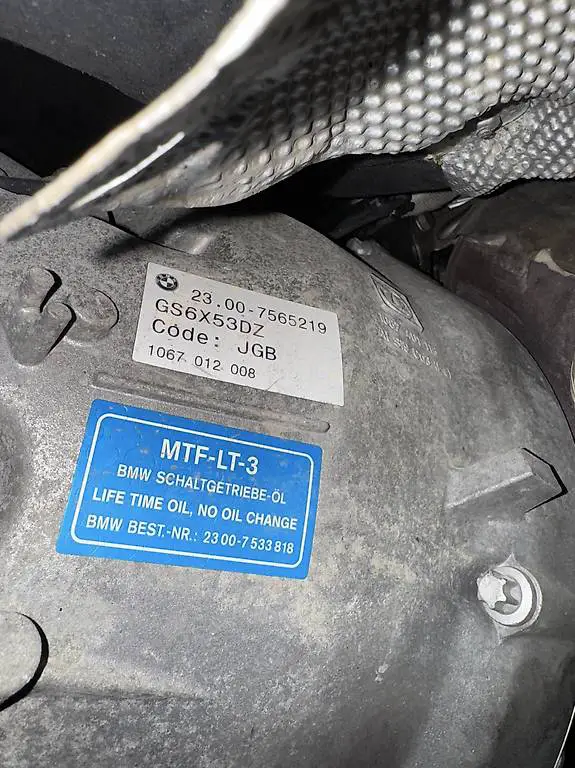 23.00-7565219
GS6X53DZ
Code: JGB
1067 012 008
MTF-LT-3
BMW SCHALTGETRIEBE-ÖL
LIFE TIME OIL, NO OIL CHANGE
BMW BEST.-NR.: 23 00-7 533 818